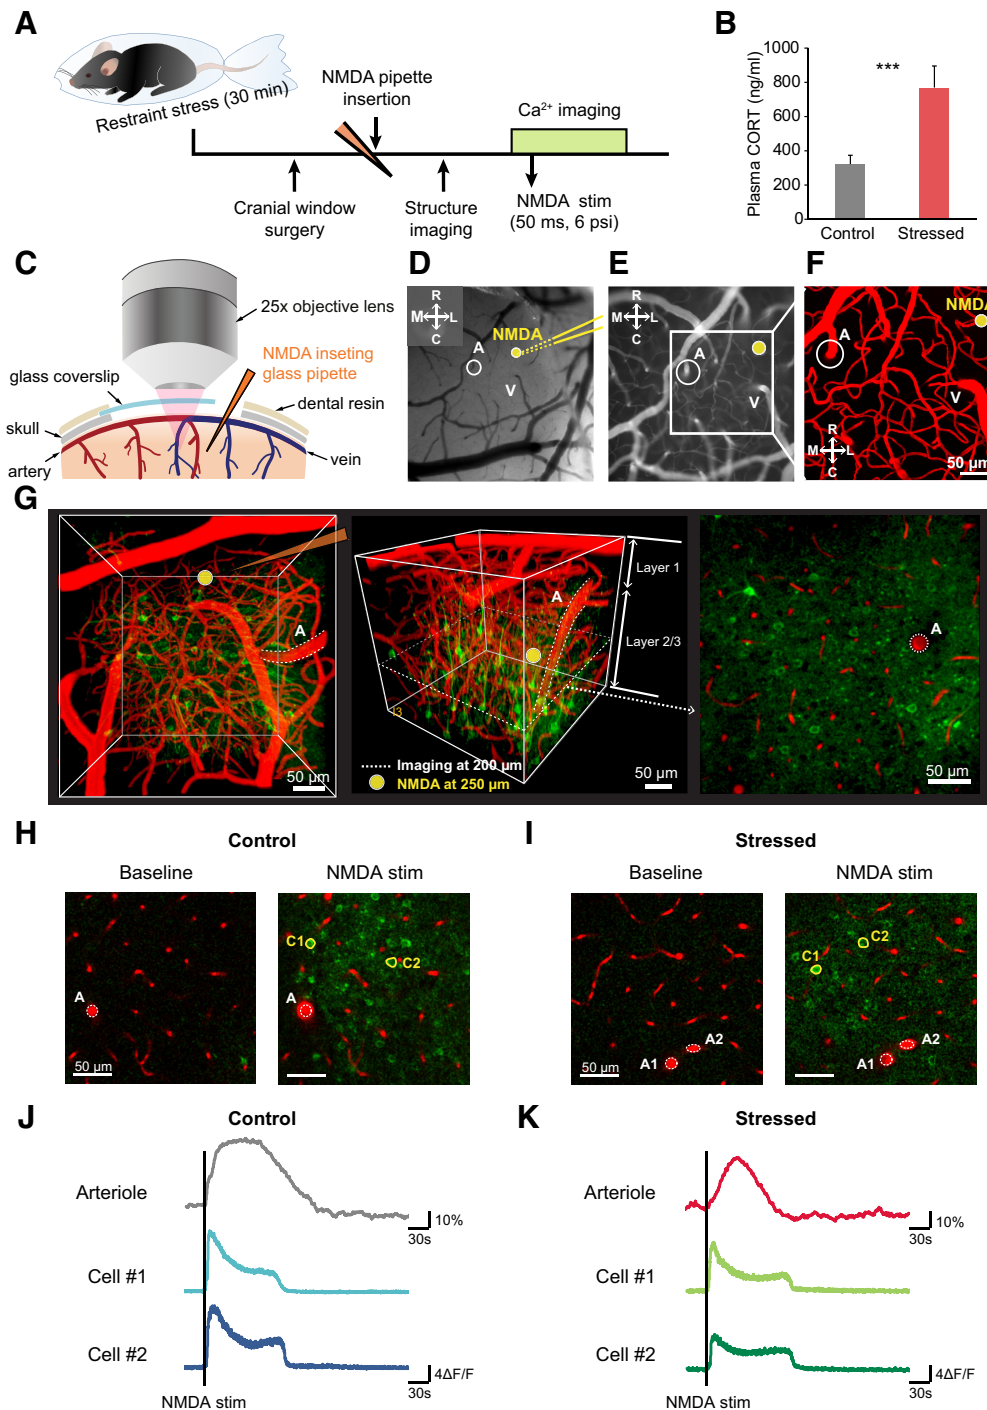 A
Restraint stress (30 min)
NMDA pipette
insertion
Ca²⁺ imaging
Cranial window
surgery
Structure
imaging
NMDA stim
(50 ms, 6 psi)
B
Plasma CORT (ng/ml)
1000
800
600
400
200
0
***
Control
Stressed
C
25x objective lens
NMDA inseting
glass pipette
glass coverslip
dental resin
skull
artery
vein
D
R
M L
C
NMDA
A
V
E
R
M L
C
A
V
F
NMDA
A
V
R
M L
C
50 µm
G
A
50 µm
A
Layer 1
Layer 2/3
Imaging at 200 µm
NMDA at 250 µm
50 µm
A
50 µm
H
Control
Baseline
NMDA stim
A
50 µm
C1
C2
A
I
Stressed
Baseline
NMDA stim
A1
A2
50 µm
C1
C2
A1
A2
J
Control
Arteriole
10%
30s
Cell #1
Cell #2
4ΔF/F
30s
NMDA stim
K
Stressed
Arteriole
10%
30s
Cell #1
Cell #2
4ΔF/F
30s
NMDA stim